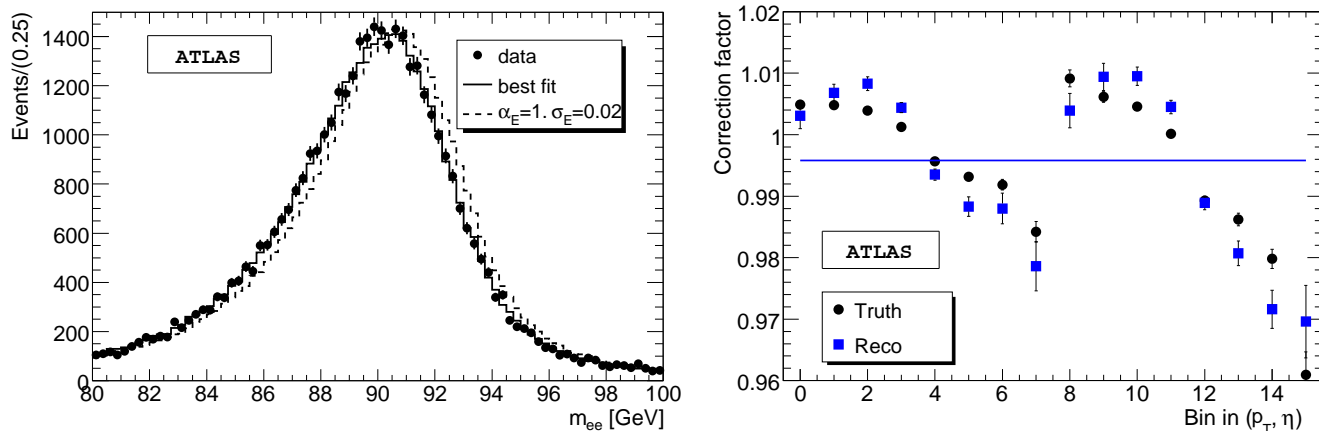 Events/(0.25)
1400
1200
1000
800
600
400
200
0
ATLAS
data
best fit
α_E=1. σ_E=0.02
80 82 84 86 88 90 92 94 96 98 100
m_ee [GeV]
Correction factor
1.02
1.01
1
0.99
0.98
0.97
0.96
ATLAS
Truth
Reco
0 2 4 6 8 10 12 14
Bin in (p_T, η)